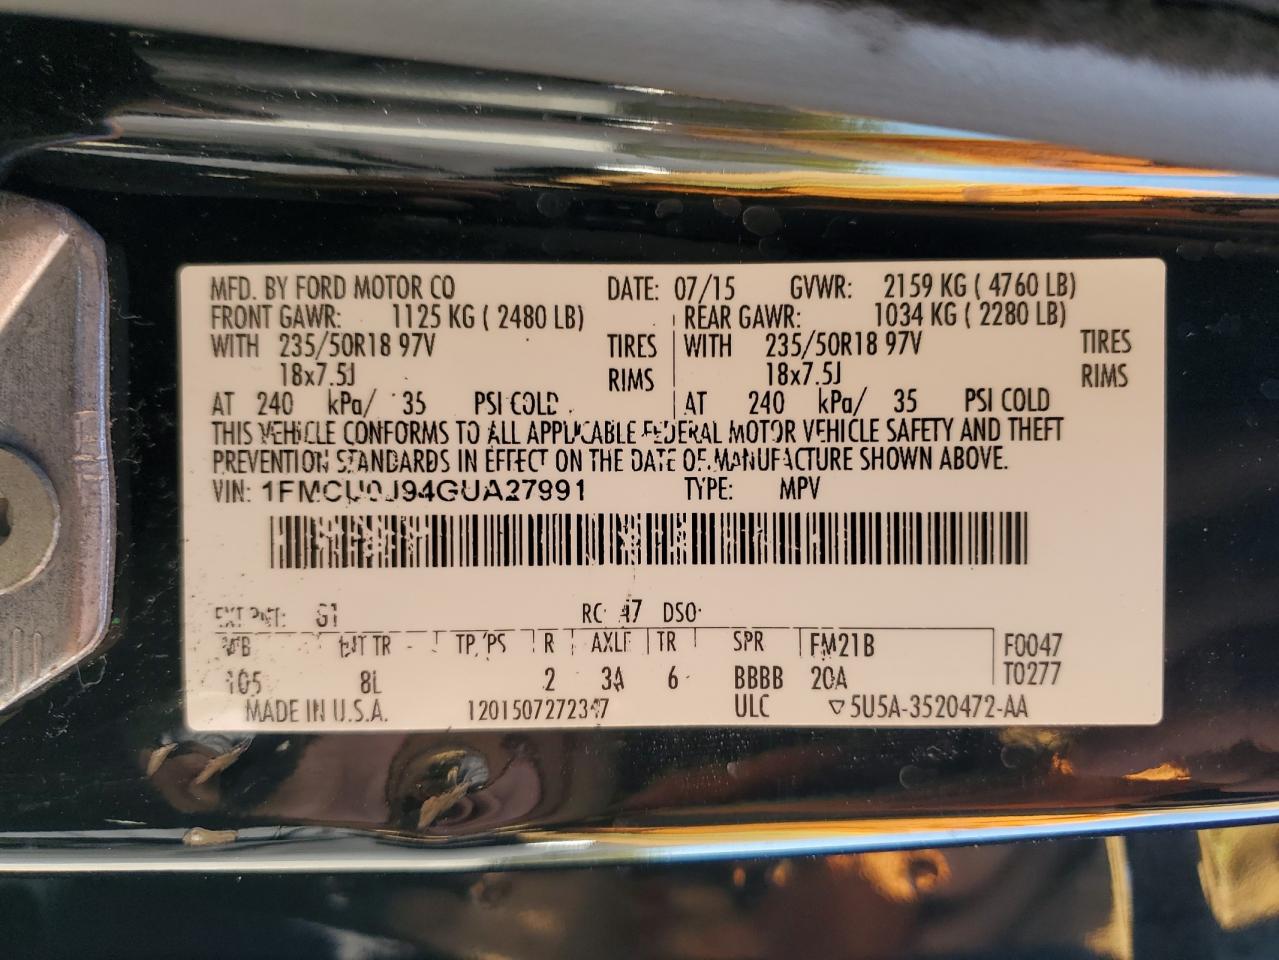 MFD. BY FORD MOTOR CO DATE: 07/15 GVWR: 2159 KG ( 4760 LB)
FRONT GAWR: 1125 KG ( 2480 LB) REAR GAWR: 1034 KG ( 2280 LB)
WITH 235/50R18 97V TIRES WITH 235/50R18 97V TIRES
18x7.5J RIMS 18x7.5J RIMS
AT 240 kPa/ 35 PSI COLD AT 240 kPa/ 35 PSI COLD
THIS VEHICLE CONFORMS TO ALL APPLICABLE FEDERAL MOTOR VEHICLE SAFETY AND THEFT
PREVENTION STANDARDS IN EFFECT ON THE DATE OF MANUFACTURE SHOWN ABOVE.
VIN: 1FMCU0J94GUA27991 TYPE: MPV
EXT PNT: G1 RC: 47 DSO:
WB INT TR TP/PS R AXLE TR SPR FM21B F0047
105 8L 2 3A 6 BBBB 20A T0277
MADE IN U.S.A. 1201507272347 ULC ▽5U5A-3520472-AA